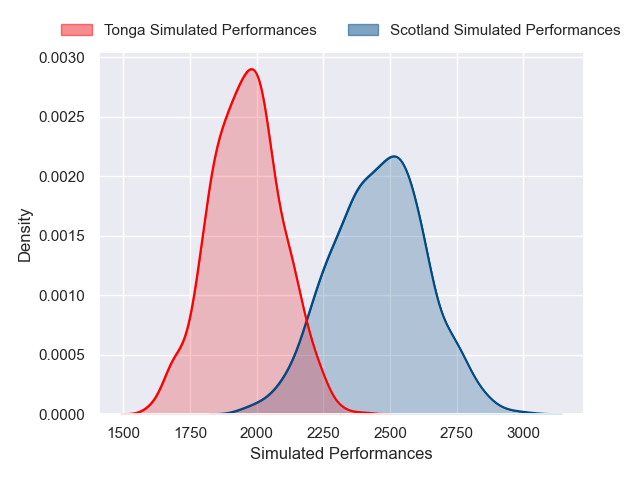 Tonga Simulated Performances Scotland Simulated Performances
0.0030
0.0025
0.0020
0.0015
0.0010
0.0005
0.0000
Density
1500 1750 2000 2250 2500 2750 3000
Simulated Performances